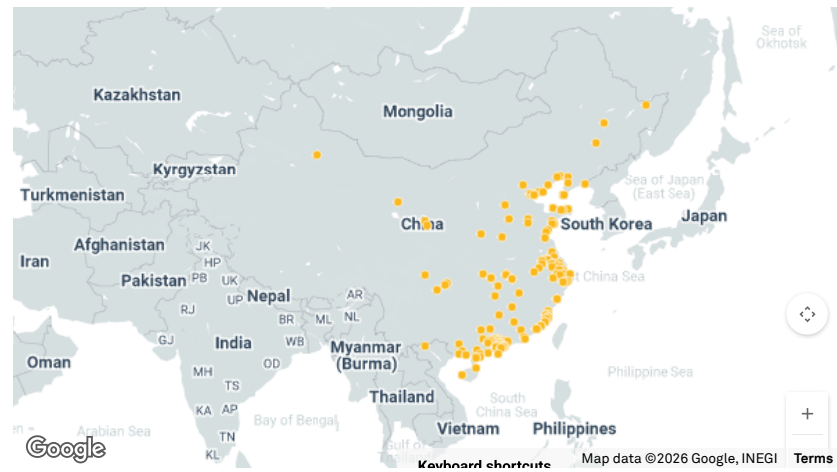 Sea of
Okhotsk
Kazakhstan
Mongolia
Kyrgyzstan
Sea of Japan
(East Sea)
Turkmenistan
Japan
China
South Korea
Afghanistan
JK
HP
Iran
Pakistan
PB
UK
East China Sea
UP
Nepal
AR
RJ
BR
ML
NL
GJ
India
WB
Myanmar
(Burma)
Oman
OD
MH
TS
Philippine Sea
Thailand
KA
AP
South
China Sea
Bay of Bengal
Arabian Sea
TN
Vietnam
Philippines
Gulf of
Thailand
Google
KL
Keyboard shortcuts
Map data ©2026 Google, INEGI
Terms